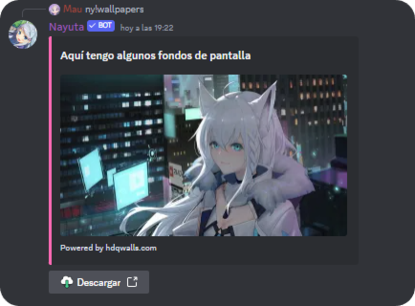 Mau ny!wallpapers
Nayuta ✓ BOT hoy a las 19:22
Aquí tengo algunos fondos de pantalla
Powered by hdqwalls.com
Descargar